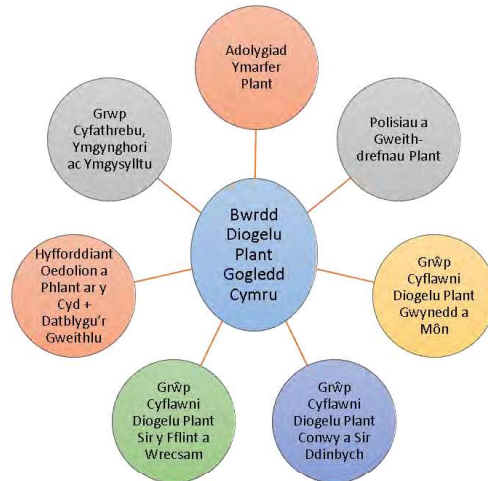 Adolygiad
Ymarfer
Plant
Grwp
Cyfathrebu,
Ymgynghori
ac Ymgysylltu
Polisiau a
Gweith-
drefnau Plant
Bwrdd
Diogelu
Plant
Gogledd
Cymru
Hyfforddiant
Oedolion a
Phlant ar y
Cyd +
Datblygu'r
Gweithlu
Grŵp
Cyflawni
Diogelu Plant
Gwynedd a
Môn
Grŵp
Cyflawni
Diogelu Plant
Sir y Fflint a
Wrecsam
Grŵp
Cyflawni
Diogelu Plant
Conwy a Sir
Ddinbych